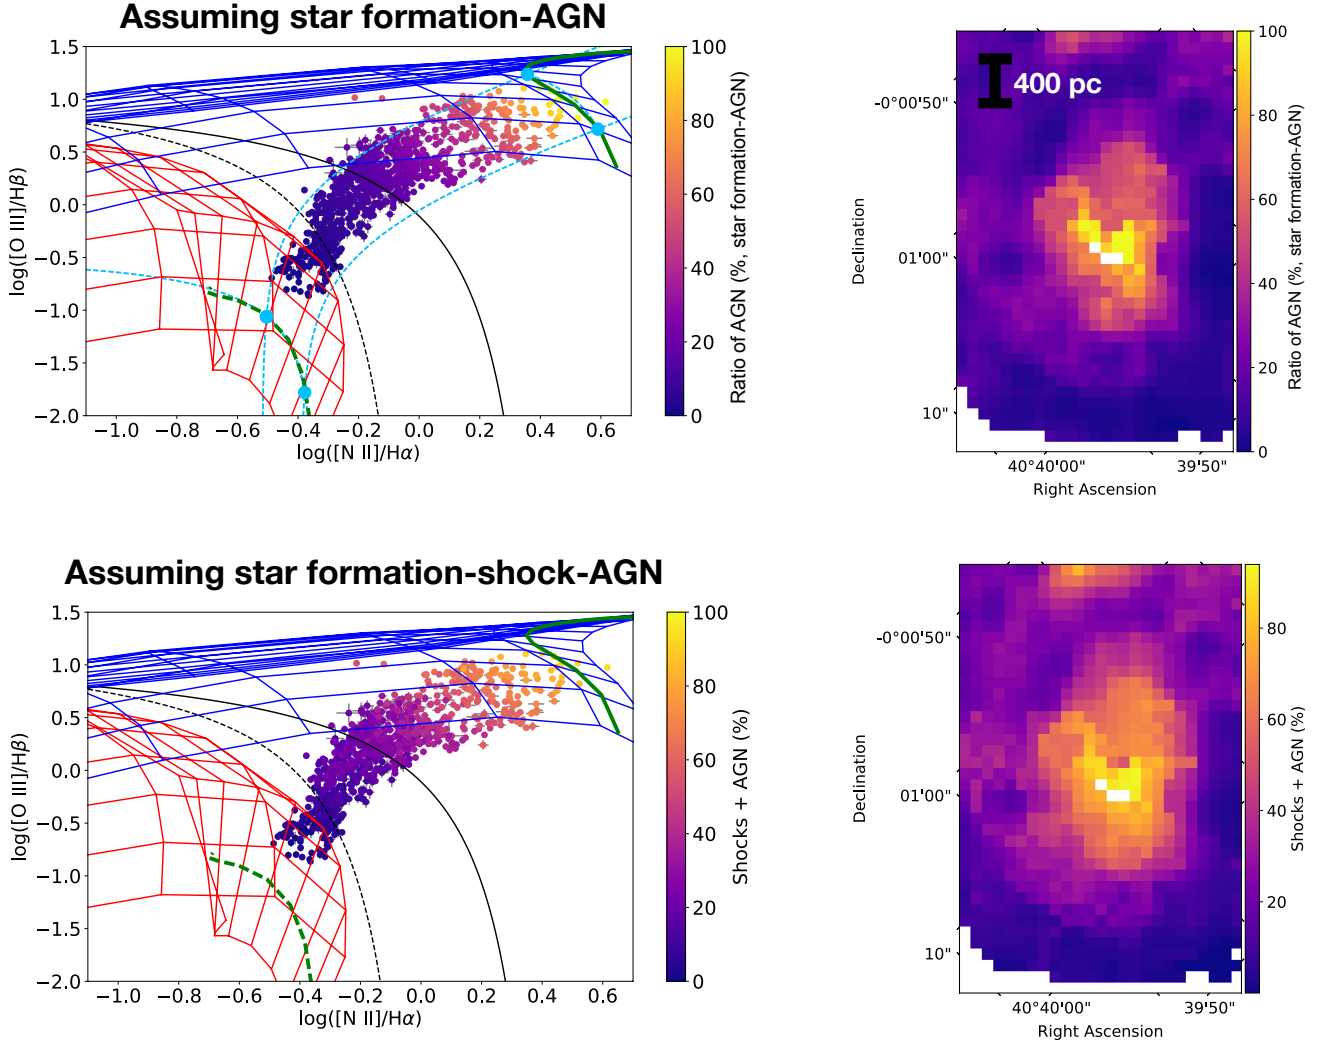 Assuming star formation-AGN
log([O III]/Hβ)
1.5
1.0
0.5
0.0
−0.5
−1.0
−1.5
−2.0
−1.0 −0.8 −0.6 −0.4 −0.2 0.0 0.2 0.4 0.6
log([N II]/Hα)
100
80
60
40
20
0
Ratio of AGN (%, star formation-AGN)
400 pc
Declination
-0°00'50"
01'00"
10"
40°40'00" 39'50"
Right Ascension
100
80
60
40
20
0
Ratio of AGN (%, star formation-AGN)
Assuming star formation-shock-AGN
log([O III]/Hβ)
1.5
1.0
0.5
0.0
−0.5
−1.0
−1.5
−2.0
−1.0 −0.8 −0.6 −0.4 −0.2 0.0 0.2 0.4 0.6
log([N II]/Hα)
100
80
60
40
20
0
Shocks + AGN (%)
Declination
-0°00'50"
01'00"
10"
40°40'00" 39'50"
Right Ascension
80
60
40
20
Shocks + AGN (%)